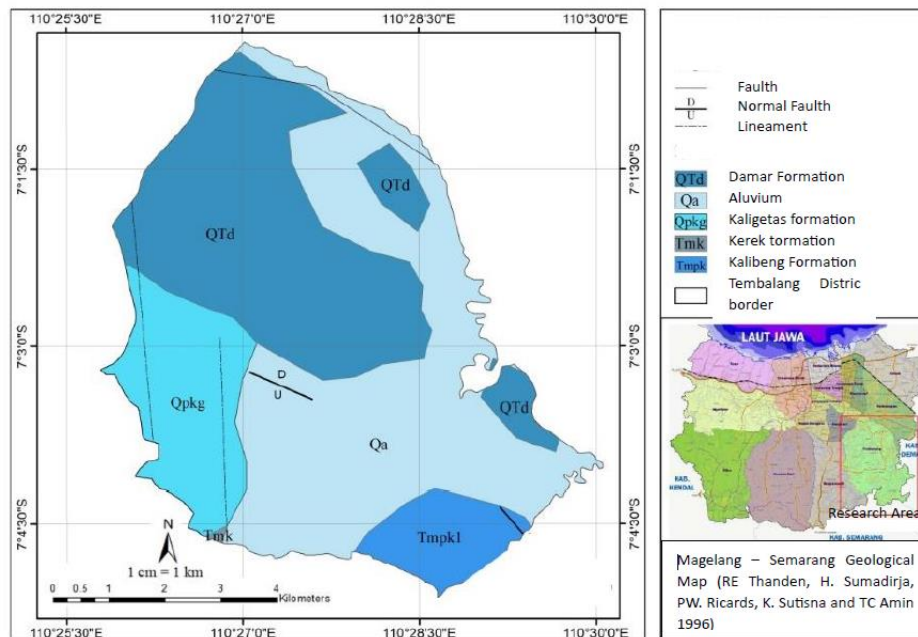 110°25'30"E
110°27'0"E
110°28'30"E
110°30'0"E
7°1'30"S
7°3'0"S
7°4'30"S
QTd
QTd
QTd
Qpkg
D
U
Qa
Tmk
Tmpk1
N
1 cm = 1 km
0 0.5 1 2 3 4
Kilometers
7°1'30"S
7°3'0"S
7°4'30"S
110°25'30"E
110°27'0"E
110°28'30"E
110°30'0"E
Faulth
D
U
Normal Faulth
Lineament
QTd Damar Formation
Qa Aluvium
Qpkg Kaligetas formation
Tmk Kerek tormation
Tmpk Kalibeng Formation
Tembalang Distric
border
LAUT JAWA
KAB.
KENDAL
KAB. SEMARANG
Research Area
Magelang – Semarang Geological
Map (RE Thanden, H. Sumadirja,
PW. Ricards, K. Sutisna and TC Amin
1996)